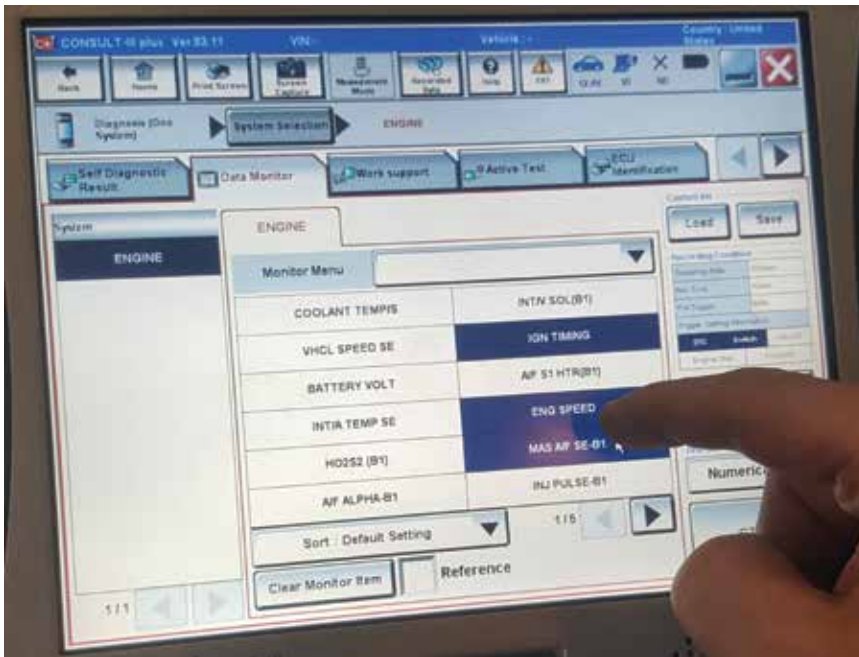 CONSULT-III plus Ver.93.11 VIN:- Vehicle : - Country : United States
Back Home Print Screen Screen Capture Measurement Mode Recorded Data Help
Diagnosis (One System) System Selection ENGINE
Self Diagnostic Result Data Monitor Work support Active Test ECU Identification
System
ENGINE
1/1
ENGINE
Monitor Menu
COOLANT TEMP/S INT/V SOL(B1)
VHCL SPEED SE IGN TIMING
BATTERY VOLT A/F S1 HTR(B1)
INT/A TEMP SE ENG SPEED
HO2S2 (B1) MAS A/F SE-B1
A/F ALPHA-B1 INJ PULSE-B1
Sort : Default Setting 1/6
Clear Monitor Item Reference
Load Save